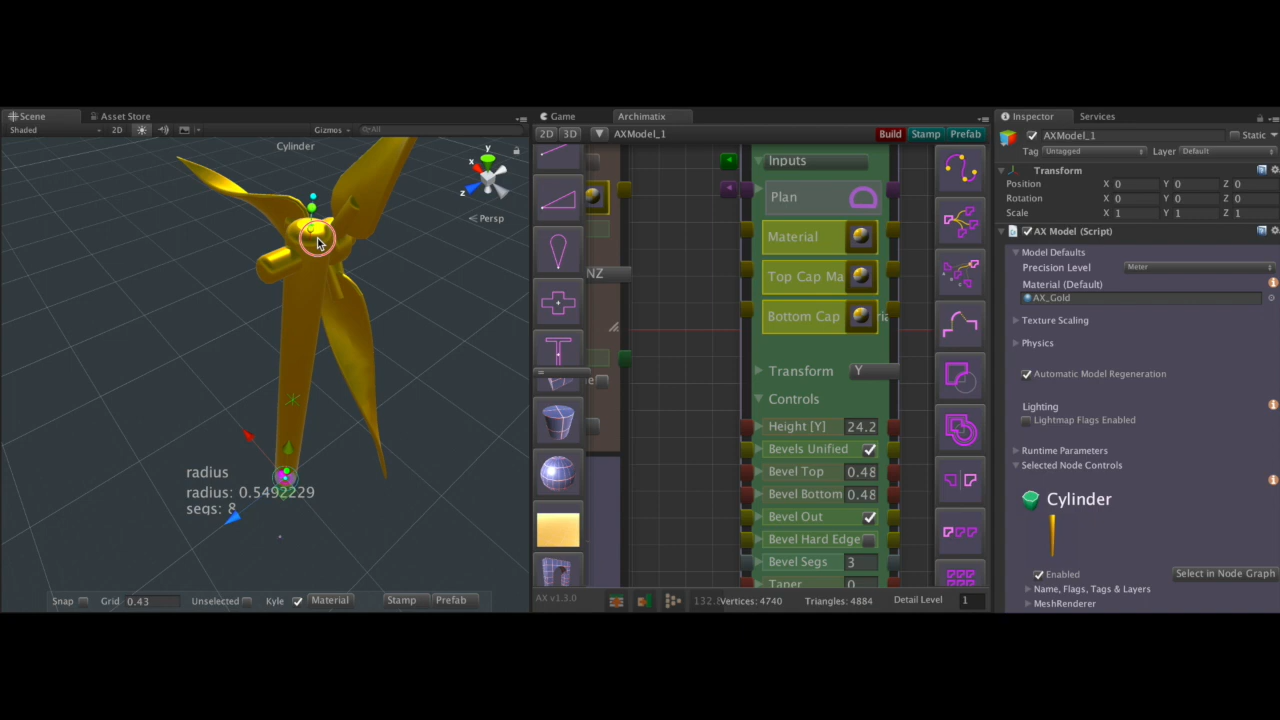 Scene
Asset Store
Shaded
2D
Gizmos
All
Cylinder
y
x
z
Persp
radius
radius: 0.5492229
segs: 8
Snap
Grid 0.43
Unselected
Kyle
Material
Stamp
Prefab
Game
Archimatix
2D 3D
AXModel_1
Build
Stamp
Prefab
NZ
Inputs
Plan
Material
Top Cap Ma
Bottom Cap
Transform
Y
Controls
Height [Y] 24.2
Bevels Unified
Bevel Top 0.48
Bevel Bottom 0.48
Bevel Out
Bevel Hard Edge
Bevel Segs 3
Taper 0
AX v1.3.0
132.8
Vertices: 4740
Triangles: 4884
Detail Level 1
Inspector
Services
AXModel_1
Static
Tag Untagged
Layer Default
Transform
Position X 0 Y 0 Z 0
Rotation X 0 Y 0 Z 0
Scale X 1 Y 1 Z 1
AX Model (Script)
Model Defaults
Precision Level Meter
Material (Default)
AX_Gold
Texture Scaling
Physics
Automatic Model Regeneration
Lighting
Lightmap Flags Enabled
Runtime Parameters
Selected Node Controls
Cylinder
Enabled
Select in Node Graph
Name, Flags, Tags & Layers
MeshRenderer